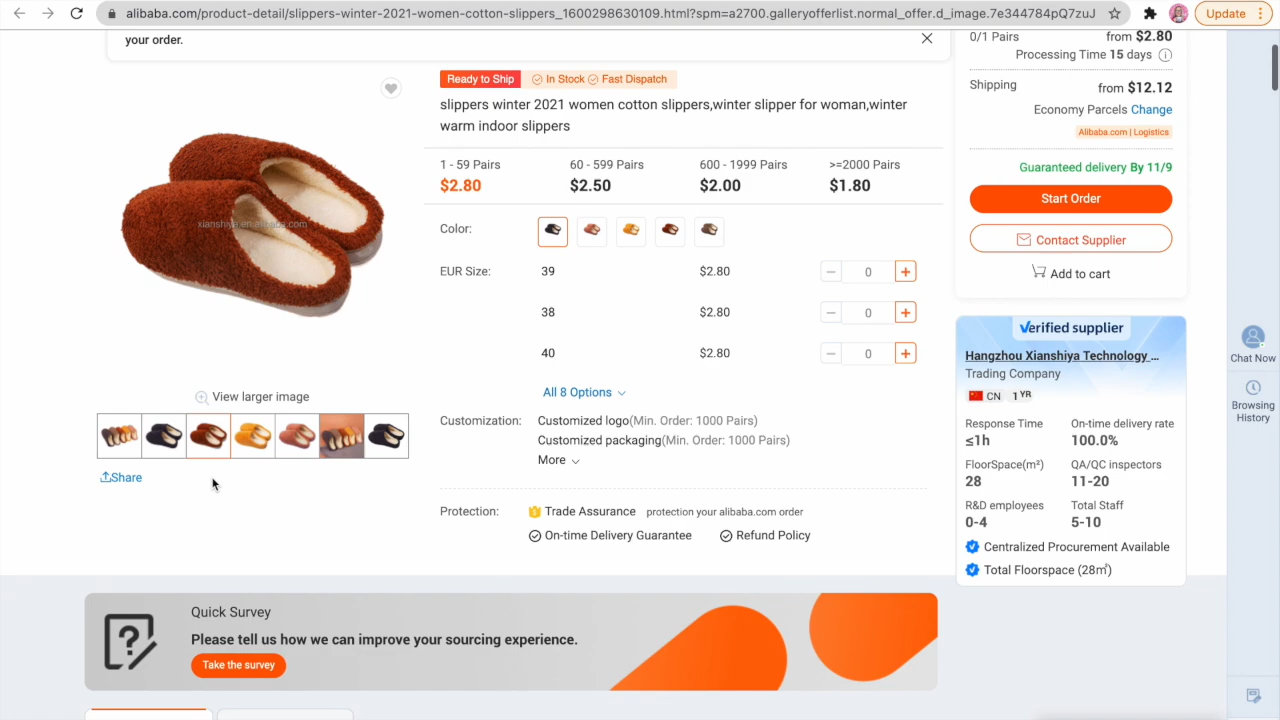 alibaba.com/product-detail/slippers-winter-2021-women-cotton-slippers_1600298630109.html?spm=a2700.galleryofferlist.normal_offer.d_image.7e344784pQ7zuJ
Update
your order.
0/1 Pairs
from $2.80
Processing Time 15 days
Shipping
from $12.12
Economy Parcels Change
Alibaba.com | Logistics
Guaranteed delivery By 11/9
Start Order
Contact Supplier
Add to cart
Ready to Ship
In Stock
Fast Dispatch
slippers winter 2021 women cotton slippers,winter slipper for woman,winter
warm indoor slippers
1 - 59 Pairs
$2.80
60 - 599 Pairs
$2.50
600 - 1999 Pairs
$2.00
>=2000 Pairs
$1.80
Color:
EUR Size:
39 $2.80 0
38 $2.80 0
40 $2.80 0
All 8 Options
Customization:
Customized logo(Min. Order: 1000 Pairs)
Customized packaging(Min. Order: 1000 Pairs)
More
Protection:
Trade Assurance protection your alibaba.com order
On-time Delivery Guarantee
Refund Policy
xianshiya.en.alibaba.com
View larger image
Share
Verified supplier
Hangzhou Xianshiya Technology ...
Trading Company
CN 1YR
Response Time
≤1h
On-time delivery rate
100.0%
FloorSpace(m²)
28
QA/QC inspectors
11-20
R&D employees
0-4
Total Staff
5-10
Centralized Procurement Available
Total Floorspace (28㎡)
Chat Now
Browsing
History
Quick Survey
Please tell us how we can improve your sourcing experience.
Take the survey